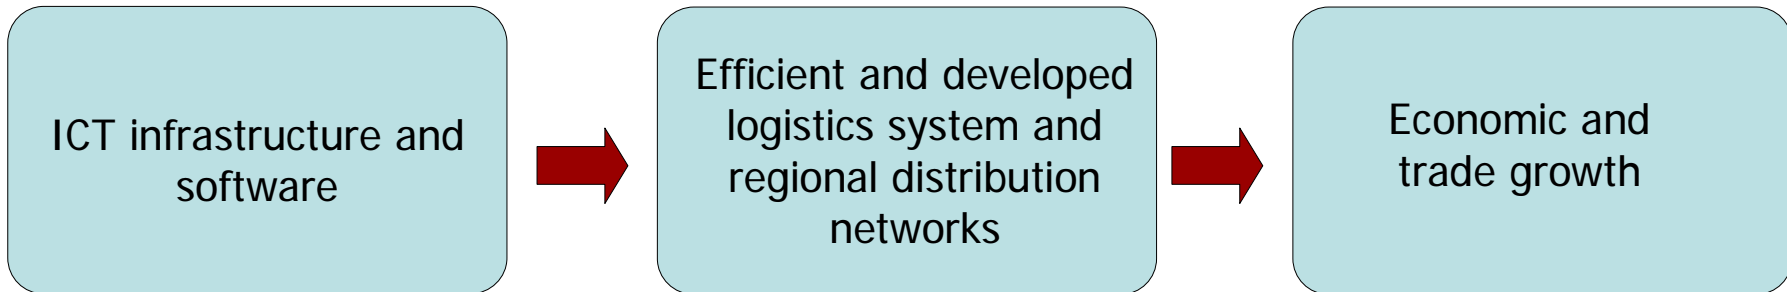 ICT infrastructure and
software
Efficient and developed
logistics system and
regional distribution
networks
Economic and
trade growth